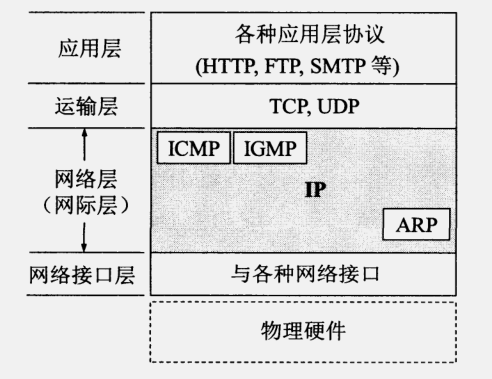 应用层
各种应用层协议
(HTTP, FTP, SMTP 等)
运输层
TCP, UDP
ICMP
IGMP
网络层
(网际层)
IP
ARP
网络接口层
与各种网络接口
物理硬件